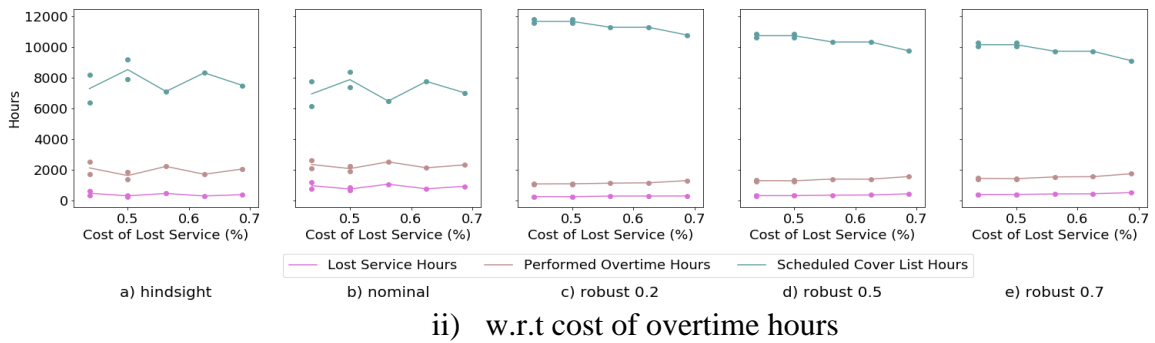 12000
10000
8000
6000
4000
2000
0
Hours
0.5 0.6 0.7
0.5 0.6 0.7
0.5 0.6 0.7
0.5 0.6 0.7
0.5 0.6 0.7
Cost of Lost Service (%)
Cost of Lost Service (%)
Cost of Lost Service (%)
Cost of Lost Service (%)
Cost of Lost Service (%)
Lost Service Hours Performed Overtime Hours Scheduled Cover List Hours
a) hindsight b) nominal c) robust 0.2 d) robust 0.5 e) robust 0.7
ii) w.r.t cost of overtime hours